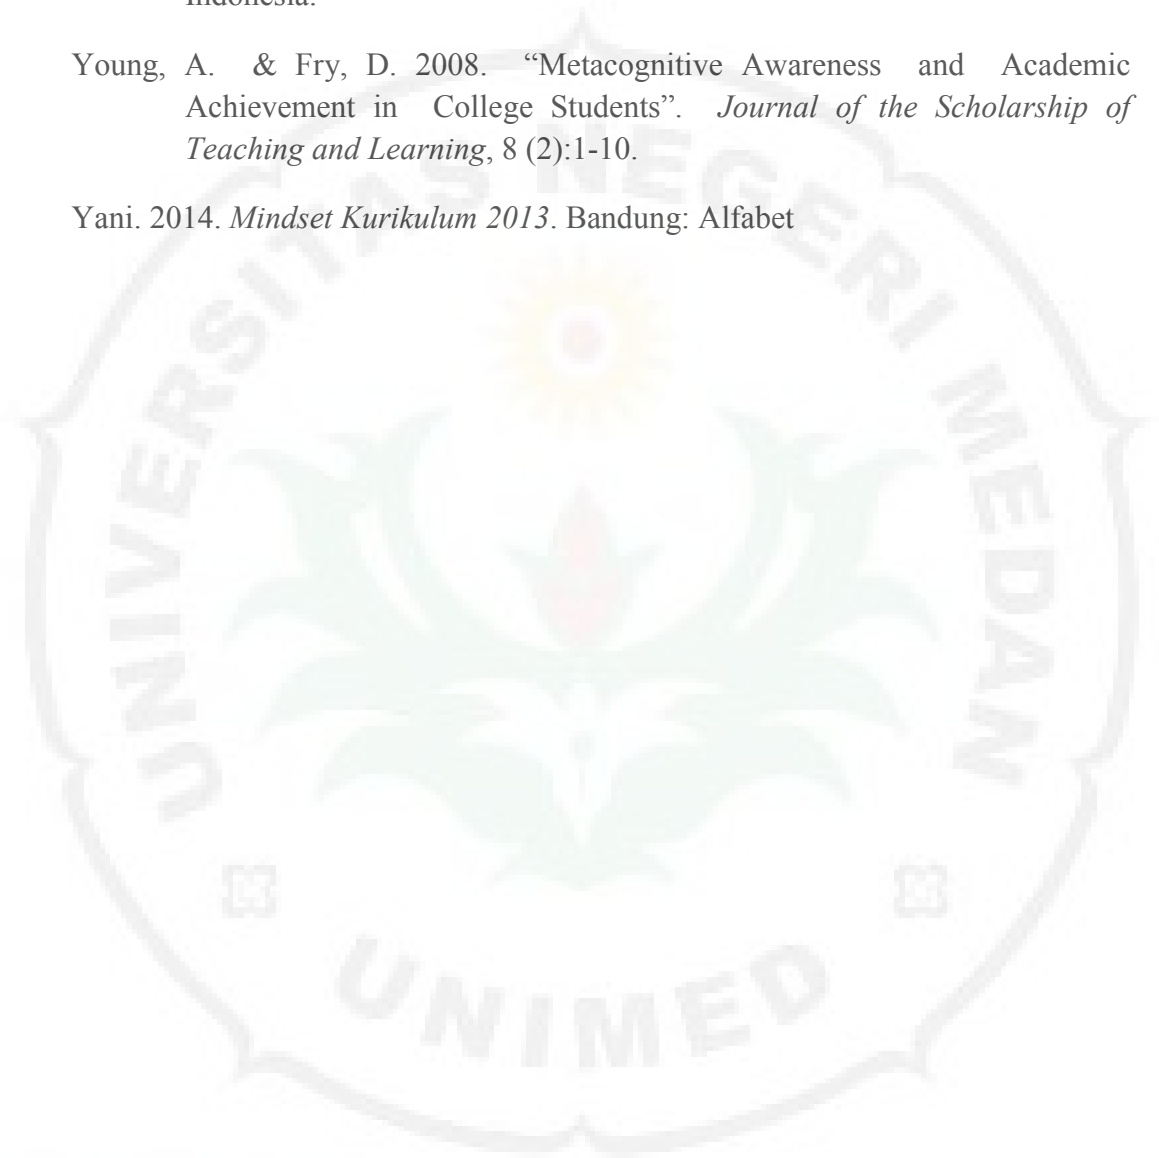 Indonesia.
Young, A. & Fry, D. 2008. “Metacognitive Awareness and Academic
Achievement in College Students”. Journal of the Scholarship of
Teaching and Learning, 8 (2):1-10.
Yani. 2014. Mindset Kurikulum 2013. Bandung: Alfabet
UNIVERSITAS NEGERI MEDAN
UNIMED